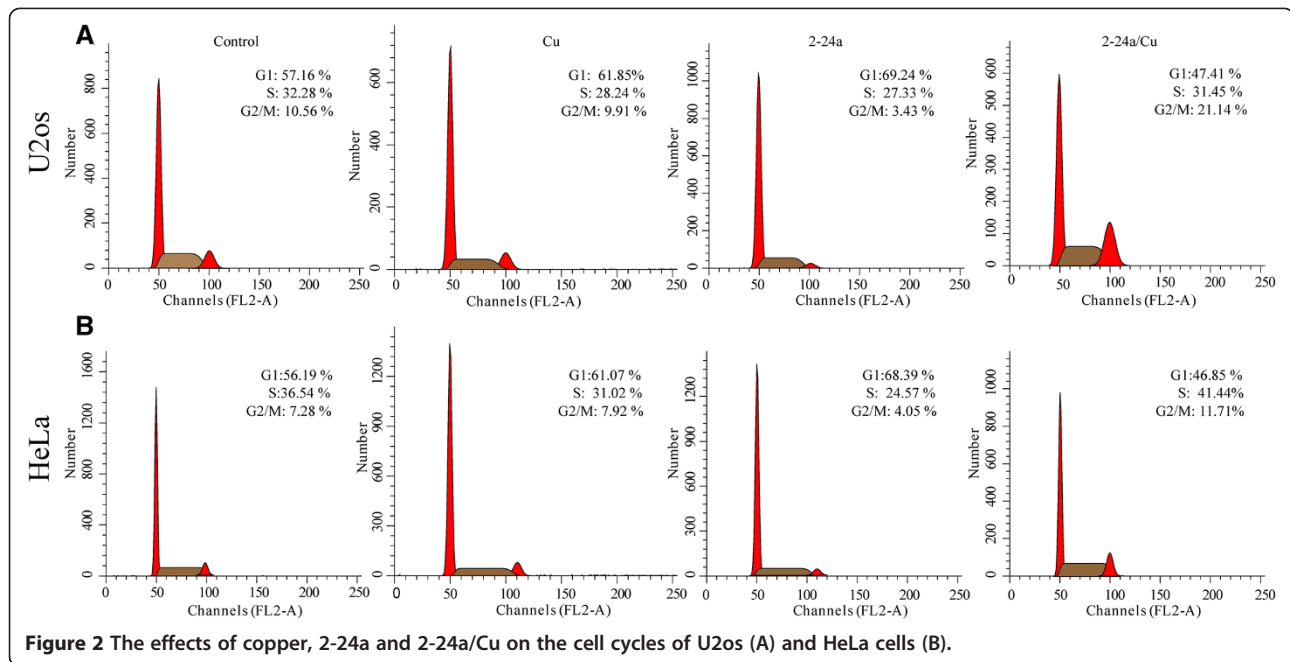 A
Control
Cu
2-24a
2-24a/Cu
U2os
Number
800
600
400
200
0
G1: 57.16 %
S: 32.28 %
G2/M: 10.56 %
0 50 100 150 200 250
Channels (FL2-A)
Number
600
400
200
0
G1: 61.85%
S: 28.24 %
G2/M: 9.91 %
0 50 100 150 200 250
Channels (FL2-A)
Number
1000
800
600
400
200
0
G1:69.24 %
S: 27.33 %
G2/M: 3.43 %
0 50 100 150 200 250
Channels (FL2-A)
Number
600
500
400
300
200
100
0
G1:47.41 %
S: 31.45 %
G2/M: 21.14 %
0 50 100 150 200 250
Channels (FL2-A)
B
HeLa
Number
1600
1200
800
400
0
G1:56.19 %
S:36.54 %
G2/M: 7.28 %
0 50 100 150 200 250
Channels (FL2-A)
Number
1200
900
600
300
0
G1:61.07 %
S: 31.02 %
G2/M: 7.92 %
0 50 100 150 200 250
Channels (FL2-A)
Number
1200
900
600
300
0
G1:68.39 %
S: 24.57 %
G2/M: 4.05 %
0 50 100 150 200 250
Channels (FL2-A)
Number
1000
800
600
400
200
0
G1:46.85 %
S: 41.44%
G2/M: 11.71%
0 50 100 150 200 250
Channels (FL2-A)
Figure 2 The effects of copper, 2-24a and 2-24a/Cu on the cell cycles of U2os (A) and HeLa cells (B).